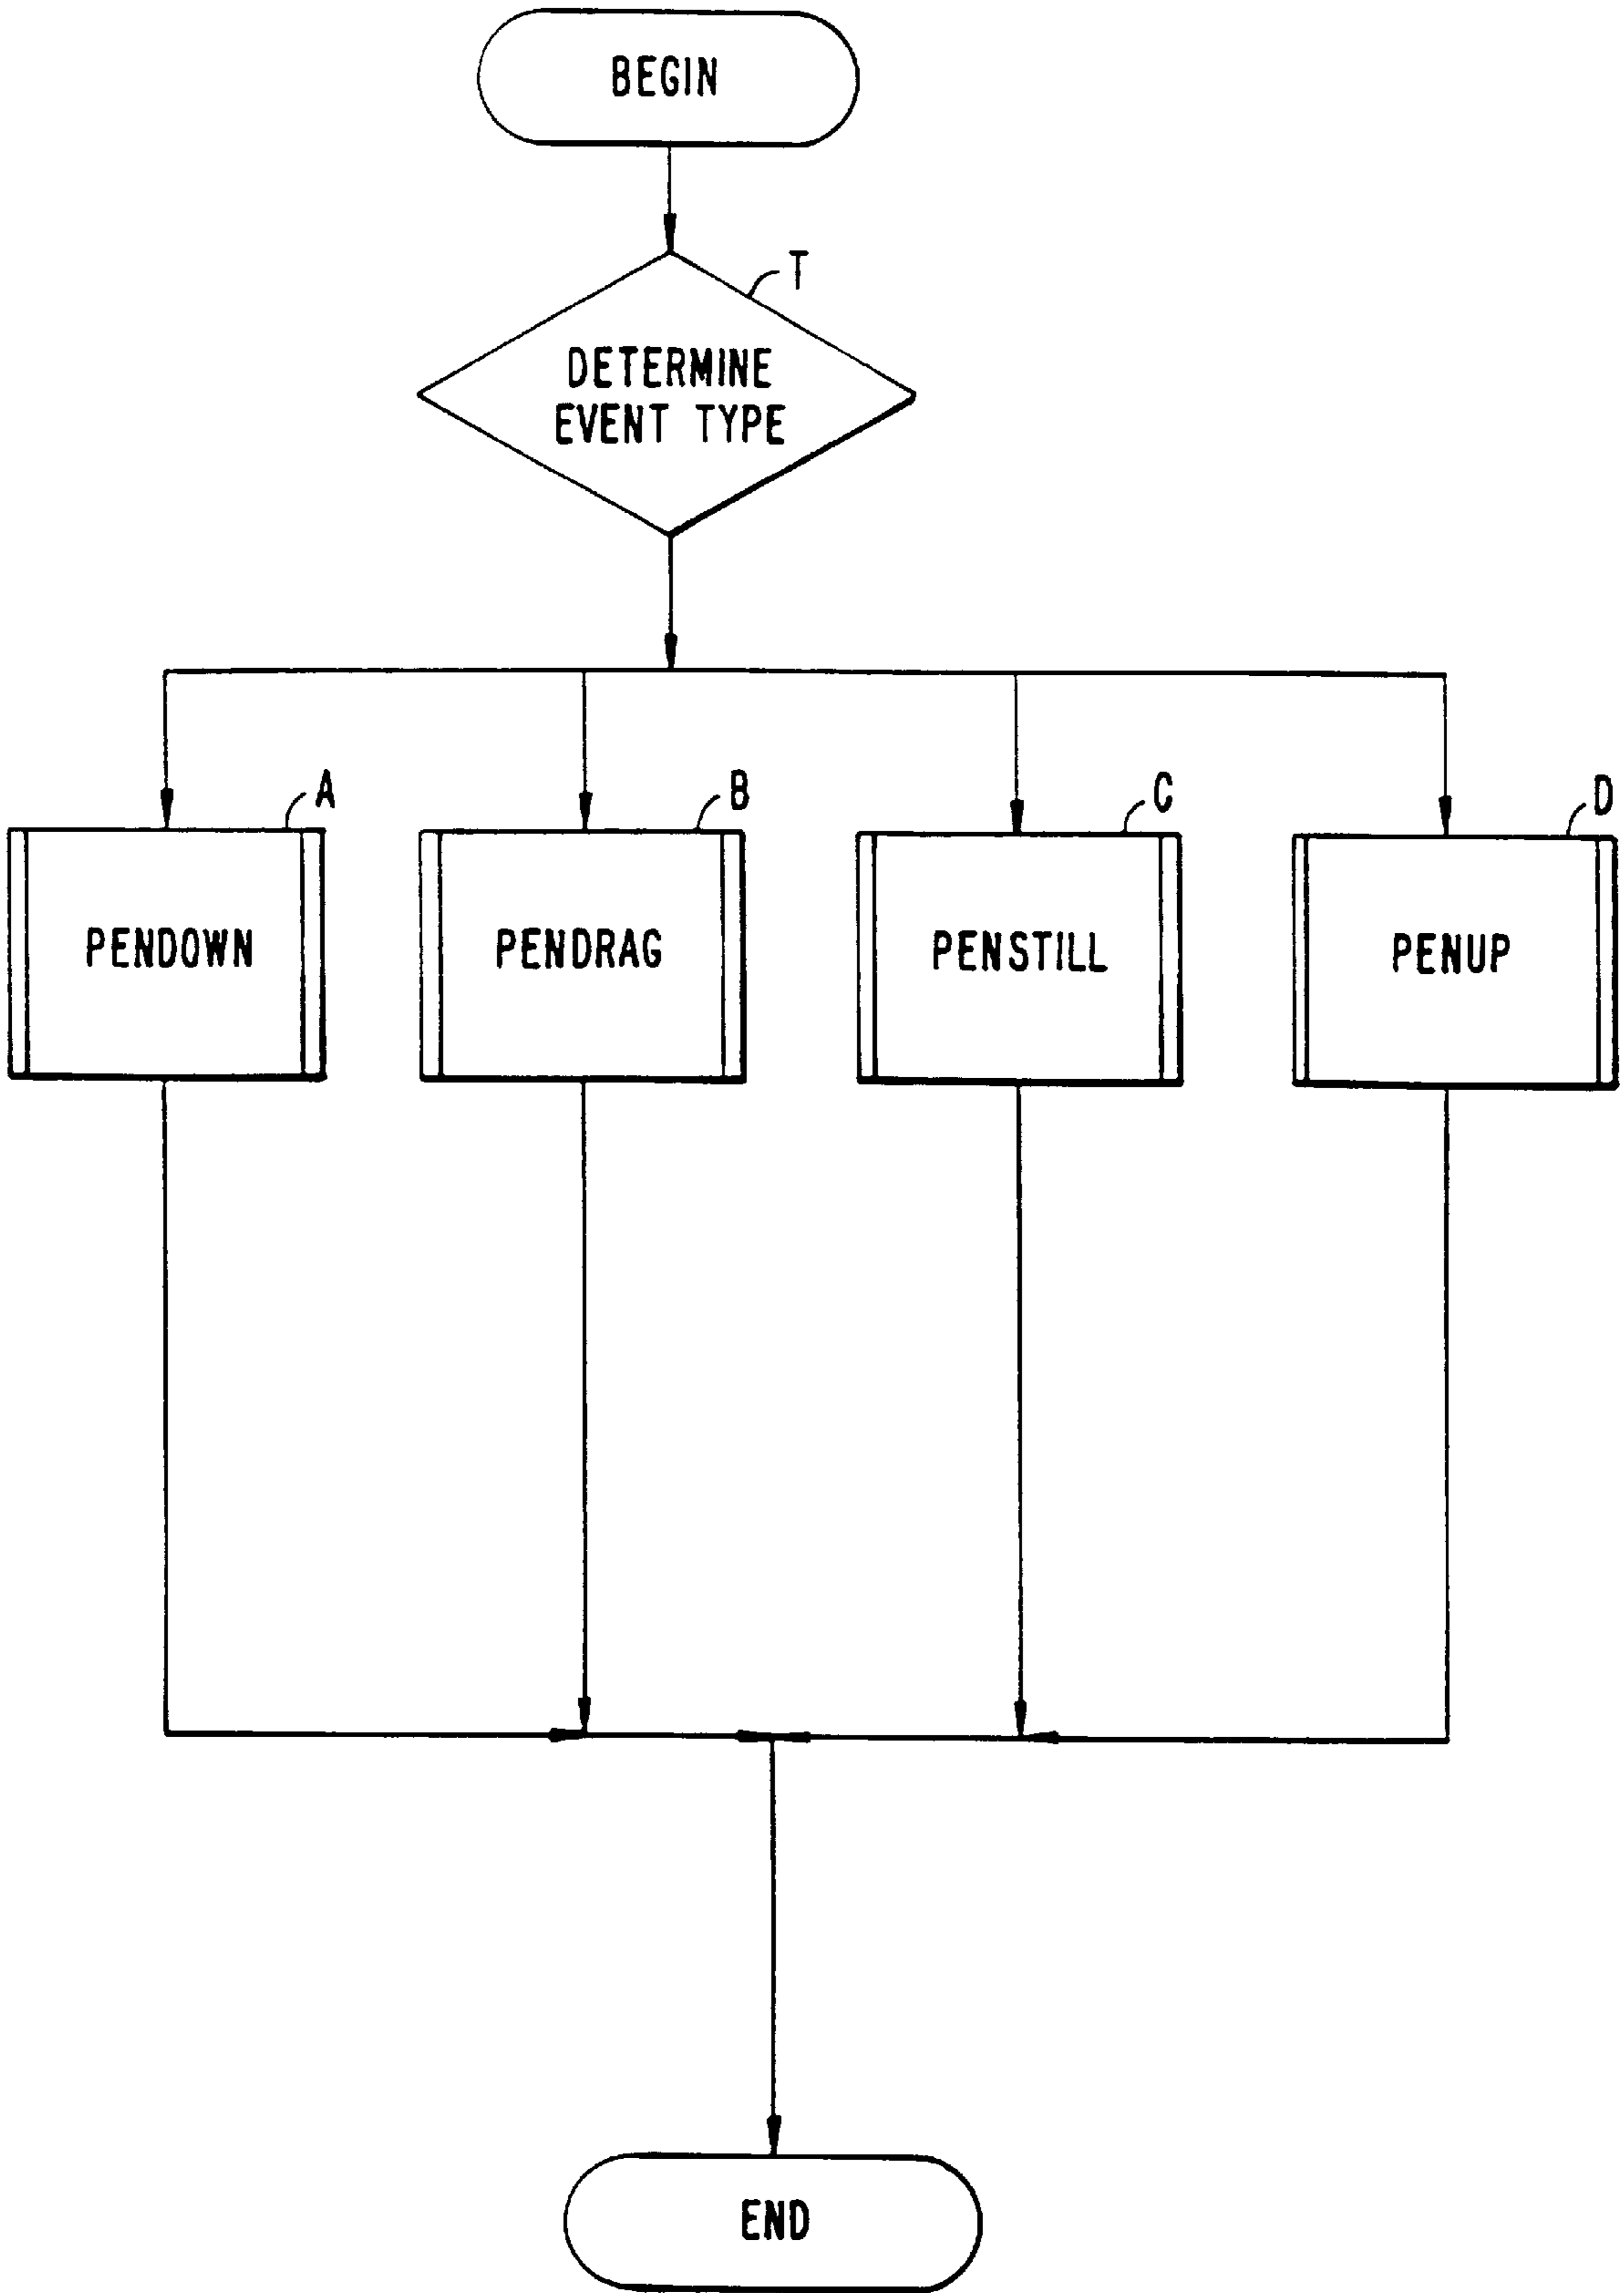 BEGIN
T
DETERMINE
EVENT TYPE
A
B
C
D
PENDOWN
PENDRAG
PENSTILL
PENUP
END